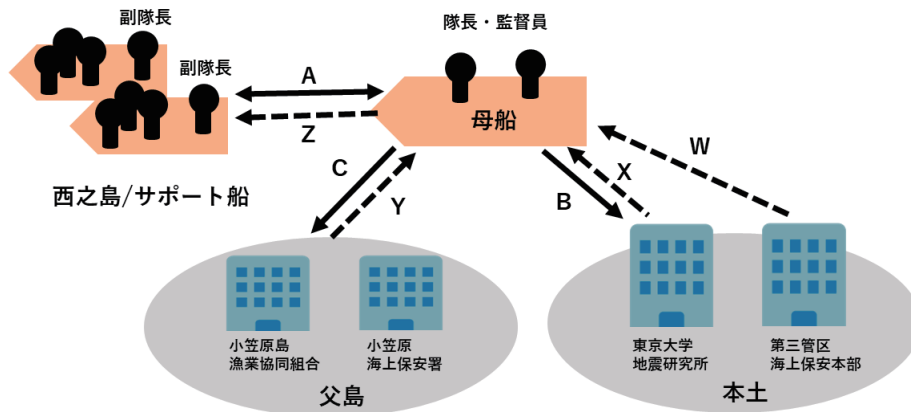 副隊長
副隊長
隊長・監督員
A
Z
母船
西之島/サポート船
C
Y
B
X
W
小笠原島
漁業協同組合
小笠原
海上保安署
父島
東京大学
地震研究所
第三管区
海上保安本部
本土